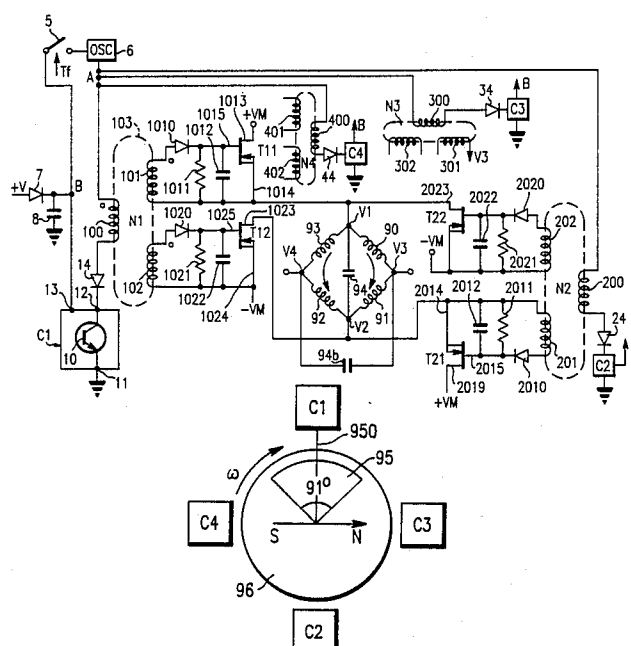 5
OSC
6
Tf
A
1013
+VM
103
1010
1012
1015
T11
401
402
N4
400
B
44
C4
N3
300
302
301
V3
34
B
C3
+V
7
B
8
101
1011
1014
100
N1
1020
1025
1023
T12
102
1021
1022
1024
-VM
14
13
12
C1
10
11
V1
V4
93
90
V3
94
92
91
V2
94b
2023
T22
2022
2020
202
-VM
2021
N2
200
2014
2012
2011
T21
2015
2019
2010
201
+VM
24
C2
C1
950
95
ω
91°
C4
S
N
C3
96
C2